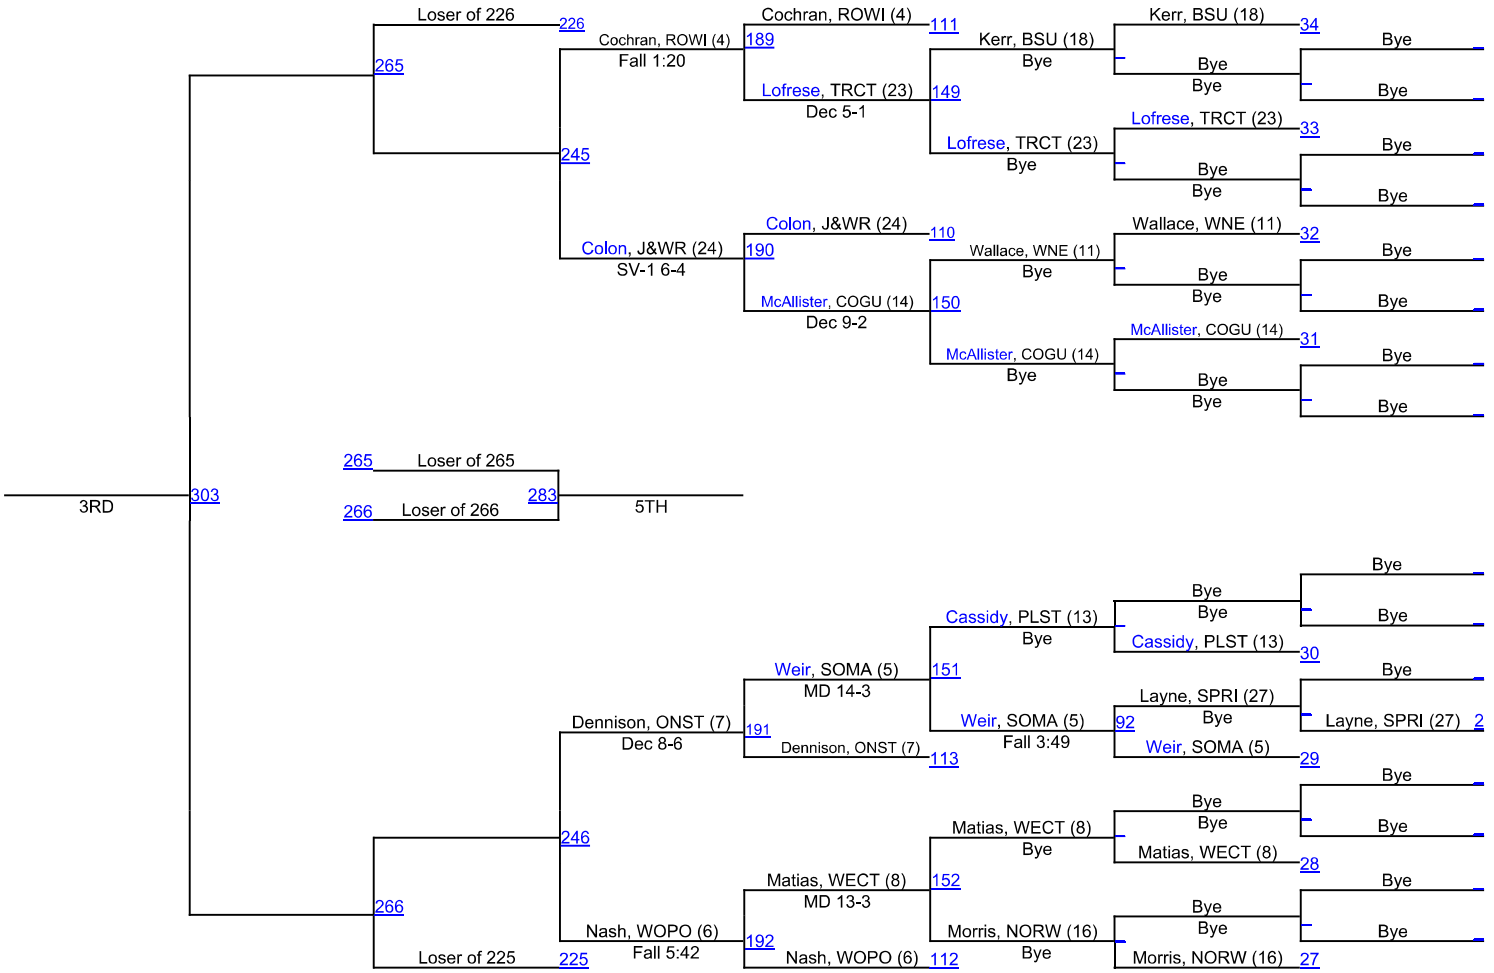 Loser of 226
226
Cochran, ROWI (4)
111
Kerr, BSU (18)
34
265
Cochran, ROWI (4)
189
Kerr, BSU (18)
Bye
Fall 1:20
Bye
Bye
Bye
Lofrese, TRCT (23)
149
Bye
Dec 5-1
Lofrese, TRCT (23)
33
245
Lofrese, TRCT (23)
Bye
Bye
Bye
Bye
Bye
Colon, J&WR (24)
110
Wallace, WNE (11)
32
Colon, J&WR (24)
190
Wallace, WNE (11)
Bye
SV-1 6-4
Bye
Bye
Bye
McAllister, COGU (14)
150
Bye
Dec 9-2
McAllister, COGU (14)
31
McAllister, COGU (14)
Bye
Bye
Bye
Bye
Bye
265
Loser of 265
303
283
3RD
266
Loser of 266
5TH
Bye
Bye
Cassidy, PLST (13)
Bye
Bye
Bye
Cassidy, PLST (13)
30
Weir, SOMA (5)
151
Bye
MD 14-3
Layne, SPRI (27)
Dennison, ONST (7)
191
Weir, SOMA (5)
92
Bye
Layne, SPRI (27)
2
Dec 8-6
Dennison, ONST (7)
113
Fall 3:49
Weir, SOMA (5)
29
Bye
Bye
246
Matias, WECT (8)
Bye
Bye
Bye
Matias, WECT (8)
28
Matias, WECT (8)
152
Bye
MD 13-3
266
Bye
Nash, WOPO (6)
192
Morris, NORW (16)
Bye
Bye
Fall 5:42
Bye
Loser of 225
225
Nash, WOPO (6)
112
Morris, NORW (16)
27